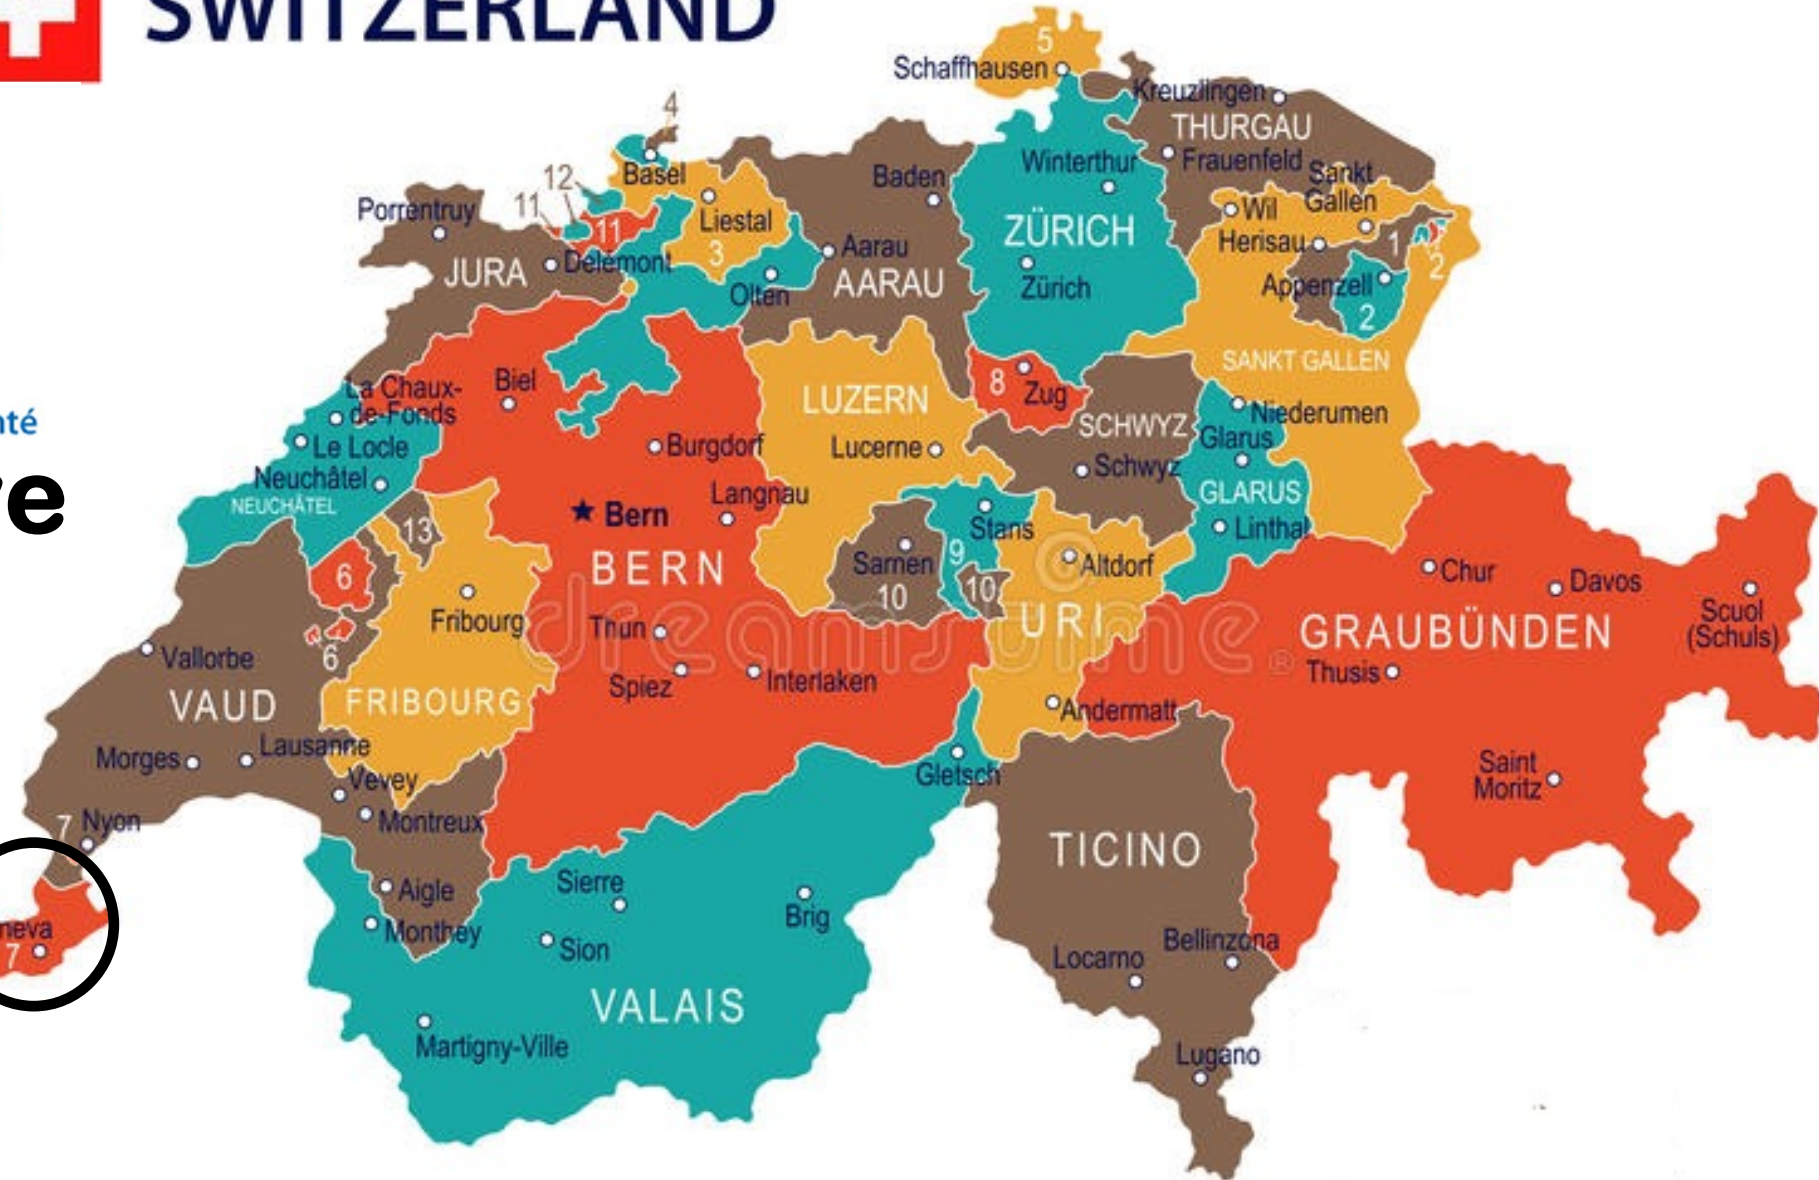 SWITZERLAND
5
Schaffhausen
Kreuzlingen
THURGAU
4
Winterthur
Frauenfeld
Sankt
Gallen
Basel
Baden
12
11
Porrentruy
Liestal
Wil
11
ZÜRICH
Herisau
1
3
Aarau
2
JURA
Delemont
AARAU
Zürich
Appenzell
Olten
2
SANKT GALLEN
La Chaux-
de-Fonds
Biel
LUZERN
8
Zug
SCHWYZ
Niederumen
Glarus
nté
re
Le Locle
Burgdorf
Lucerne
Schwyz
Neuchâtel
NEUCHÂTEL
Langnau
GLARUS
Bern
13
Stans
Linthal
9
Sarnen
10
10
Altdorf
BERN
6
Chur
Davos
Scuol
(Schuls)
Fribourg
Thun
URI
GRAUBÜNDEN
dreamstime
®
6
Vallorbe
Spiez
Interlaken
Thusis
VAUD
FRIBOURG
Andermatt
Morges
Lausanne
Vevey
Gletsch
Saint
Moritz
7
Nyon
Montreux
TICINO
Aigle
Sierre
Brig
neva
7
Monthey
Sion
Locarno
Bellinzona
VALAIS
Martigny-Ville
Lugano